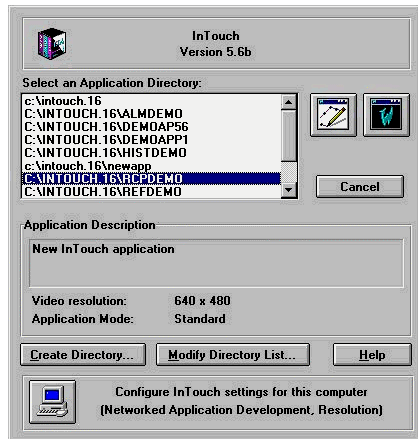 InTouch
Version 5.6b
Select an Application Directory:
c:\intouch.16
C:\INTOUCH.16\ALMDEMO
C:\INTOUCH.16\DEMOAP56
C:\INTOUCH.16\DEMOAPP1
C:\INTOUCH.16\HISTDEMO
c:\intouch.16\newapp
C:\INTOUCH.16\RCPDEMO
C:\INTOUCH.16\REFDEMO
Cancel
Application Description
New InTouch application
Video resolution: 640 x 480
Application Mode: Standard
Create Directory... Modify Directory List... Help
Configure InTouch settings for this computer
(Networked Application Development, Resolution)